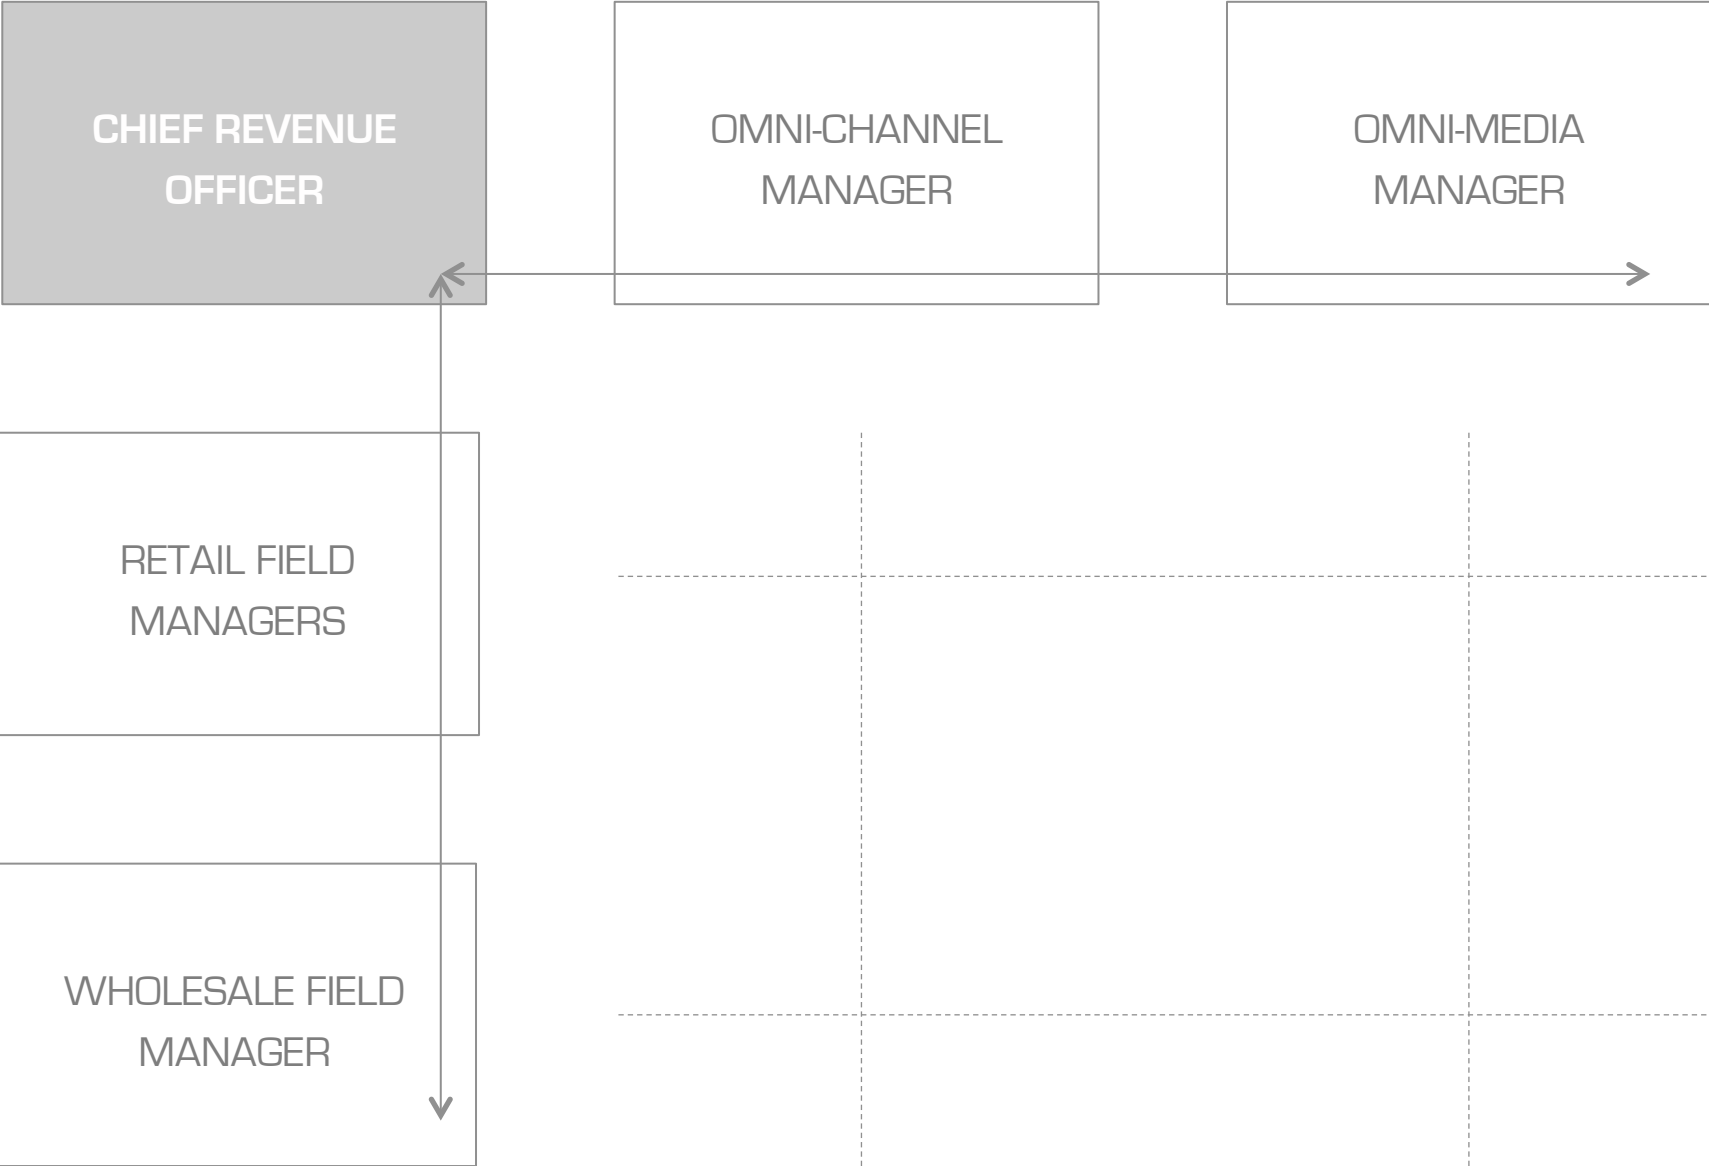 CHIEF REVENUE
OFFICER
OMNI-CHANNEL
MANAGER
OMNI-MEDIA
MANAGER
RETAIL FIELD
MANAGERS
WHOLESALE FIELD
MANAGER